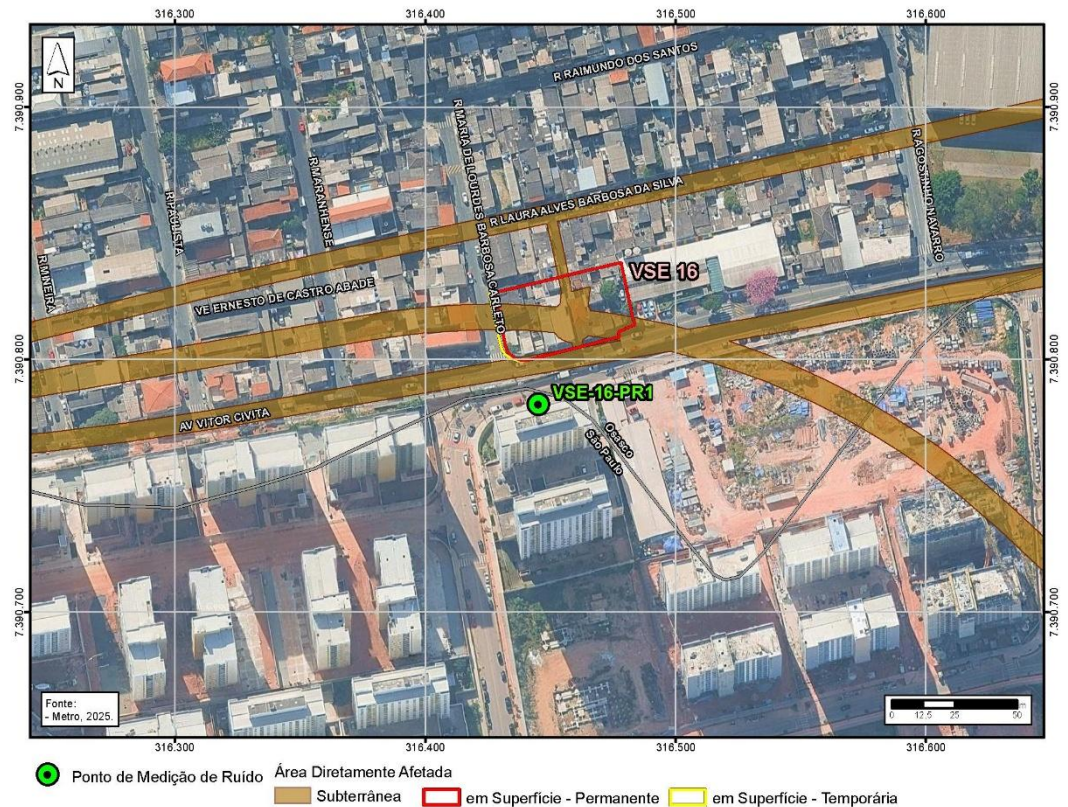 316.300 316.400 316.500 316.600
N
7.390.900 7.390.900
R RAIMUNDO DOS SANTOS
R MARIA DE LOURDES BARBOSA CARLETO
R AGOSTINHO NAVARRO
R MARANHENSE
R PAULISTA
R LAURA ALVES BARBOSA DA SILVA
R MINEIRA
VE ERNESTO DE CASTRO ABADE
VSE 16
7.390.800 7.390.800
VSE-16-PR1
AV VITOR CIVITA
Osasco
São Paulo
7.390.700 7.390.700
Fonte:
- Metro, 2025.
m
0 12,5 25 50
316.300 316.400 316.500 316.600
Ponto de Medição de Ruído
Área Diretamente Afetada
Subterrânea
em Superfície - Permanente
em Superfície - Temporária